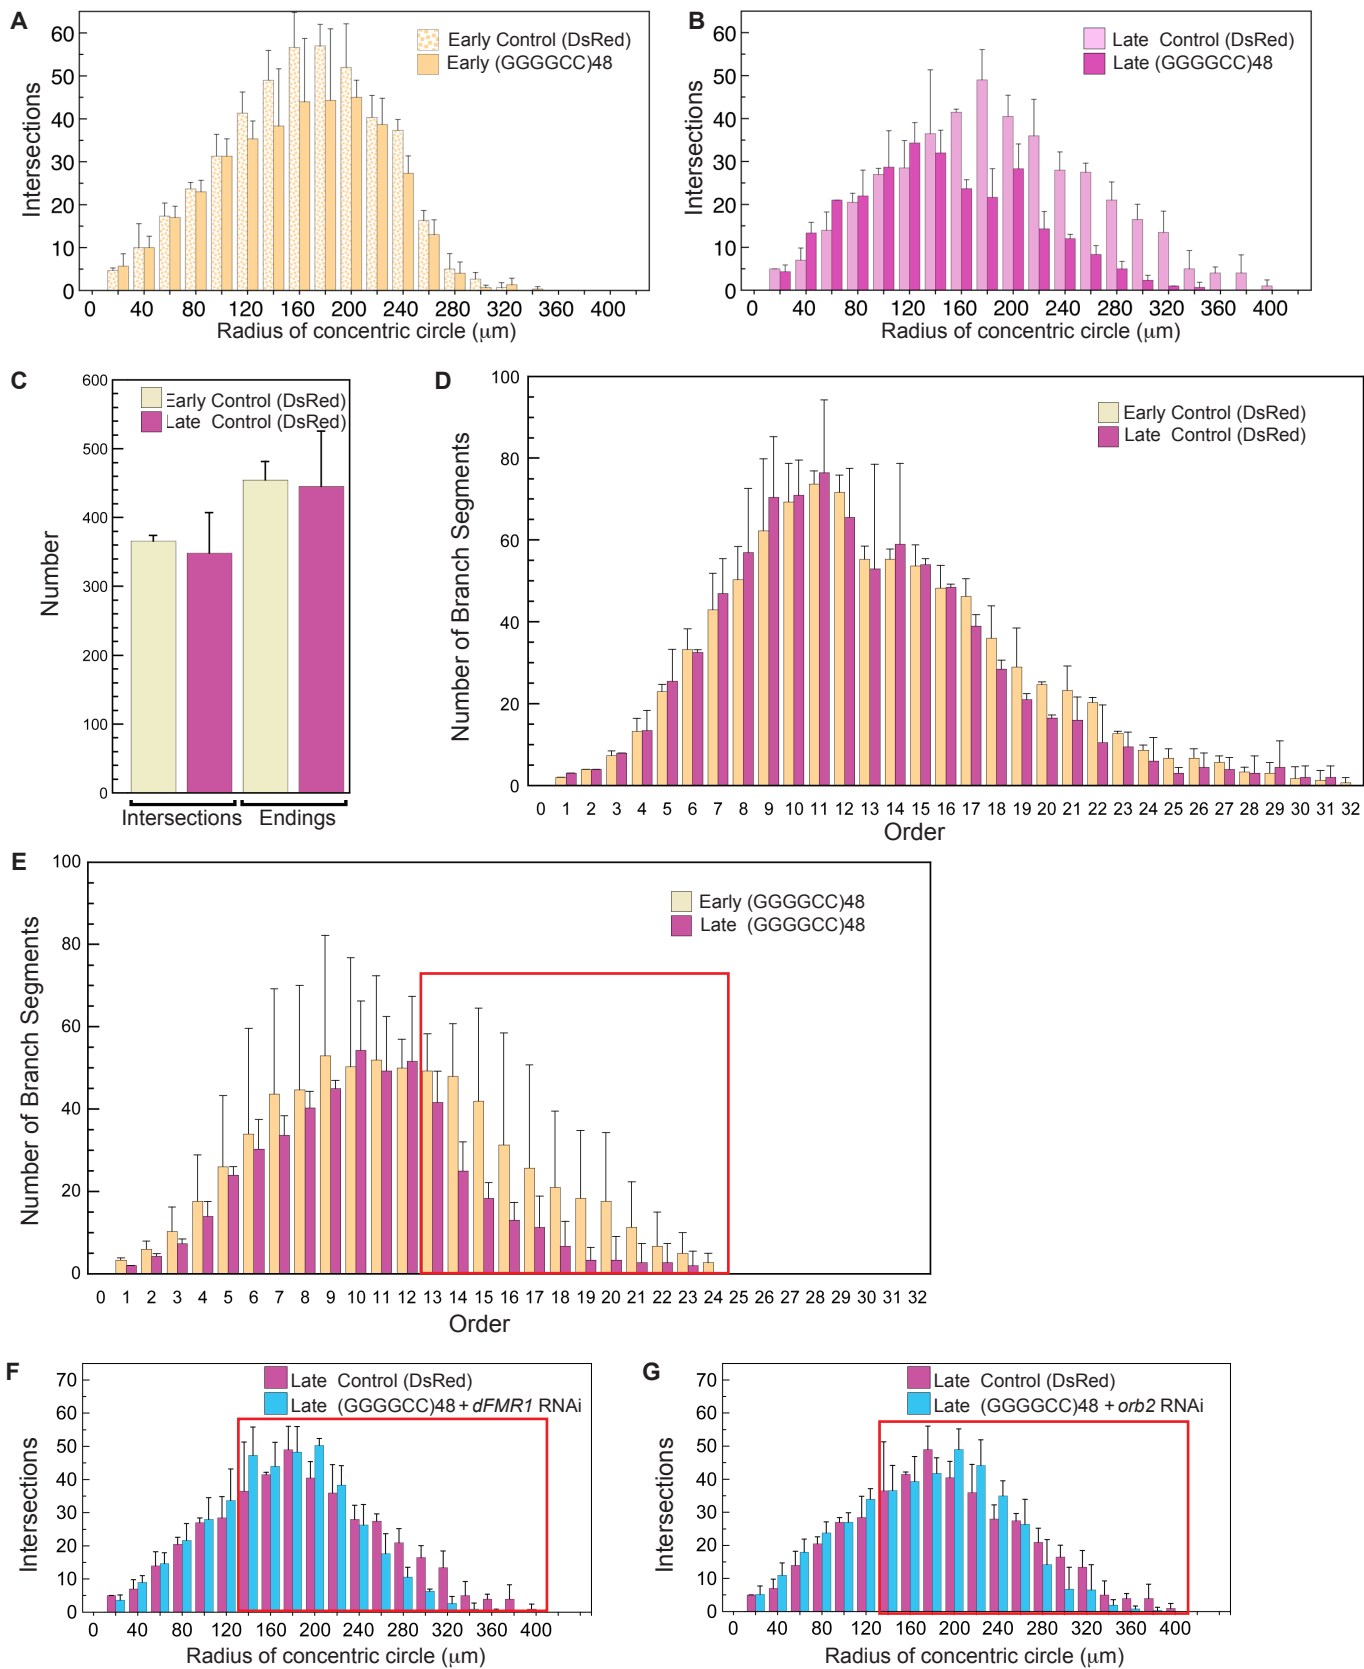 A
Early Control (DsRed)
Early (GGGGCC)48
Intersections
60
50
40
30
20
10
0
0 40 80 120 160 200 240 280 320 400
Radius of concentric circle (µm)
B
Late Control (DsRed)
Late (GGGGCC)48
Intersections
60
50
40
30
20
10
0
0 40 80 120 160 200 240 280 360 400
Radius of concentric circle (µm)
C
Early Control (DsRed)
Late Control (DsRed)
Number
600
500
400
300
200
100
0
Intersections Endings
D
Early Control (DsRed)
Late Control (DsRed)
Number of Branch Segments
100
80
60
40
20
0
0 1 2 3 4 5 6 7 8 9 10 11 12 13 14 15 16 17 18 19 20 21 22 23 24 25 26 27 28 29 30 31 32
Order
E
Early (GGGGCC)48
Late (GGGGCC)48
Number of Branch Segments
100
80
60
40
20
0
0 1 2 3 4 5 6 7 8 9 10 11 12 13 14 15 16 17 18 19 20 21 22 23 24 25 26 27 28 29 30 31 32
Order
F
Late Control (DsRed)
Late (GGGGCC)48 + dFMR1 RNAi
Intersections
70
60
50
40
30
20
10
0
0 40 80 120 160 200 240 280 320 400
Radius of concentric circle (µm)
G
Late Control (DsRed)
Late (GGGGCC)48 + orb2 RNAi
Intersections
70
60
50
40
30
20
10
0
0 40 80 120 160 200 240 280 360 400
Radius of concentric circle (µm)